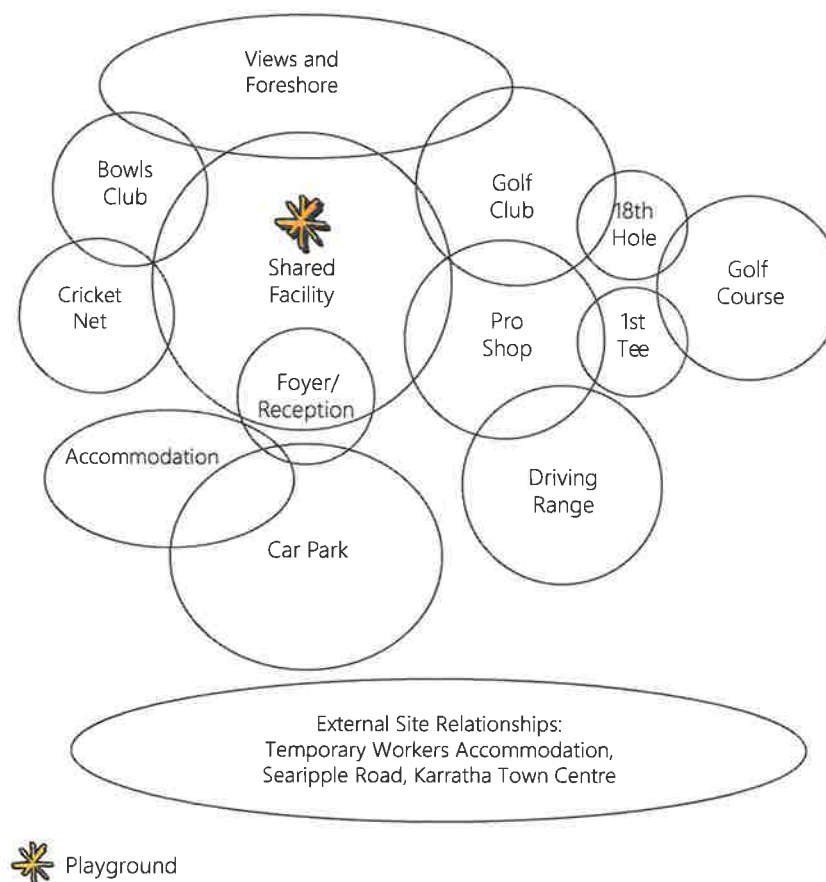 Views and
Foreshore
Bowls
Club
Golf
Club
18th
Hole
Shared
Facility
Golf
Course
Cricket
Net
Pro
Shop
1st
Tee
Foyer/
Reception
Accommodation
Driving
Range
Car Park
External Site Relationships:
Temporary Workers Accommodation,
Searipple Road, Karratha Town Centre
Playground